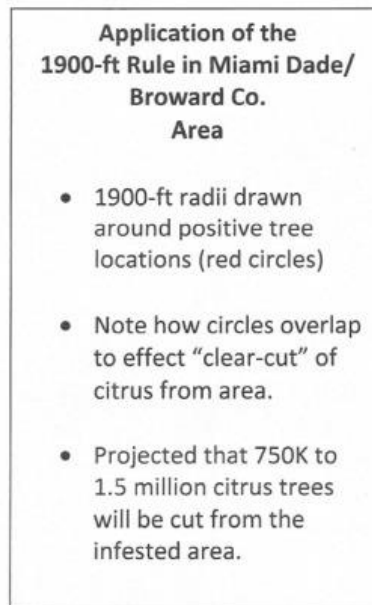 Application of the
1900-ft Rule in Miami Dade/
Broward Co.
Area
• 1900-ft radii drawn
around positive tree
locations (red circles)
• Note how circles overlap
to effect “clear-cut” of
citrus from area.
• Projected that 750K to
1.5 million citrus trees
will be cut from the
infested area.